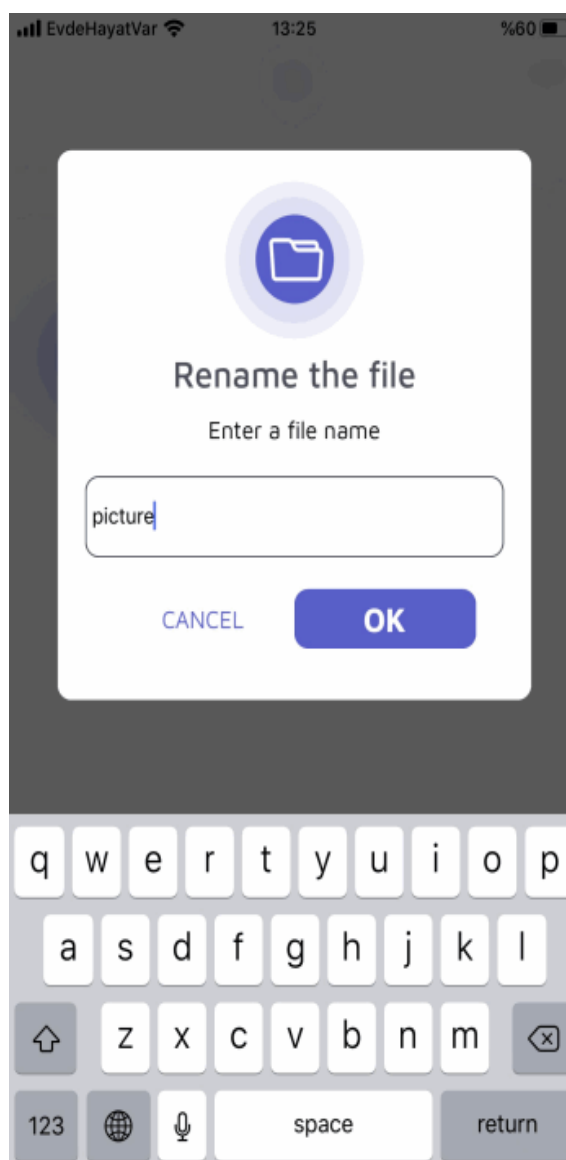 EvdeHayatVar 13:25 %60
Rename the file
Enter a file name
picture
CANCEL OK
q w e r t y u i o p
a s d f g h j k l
z x c v b n m
123 space return